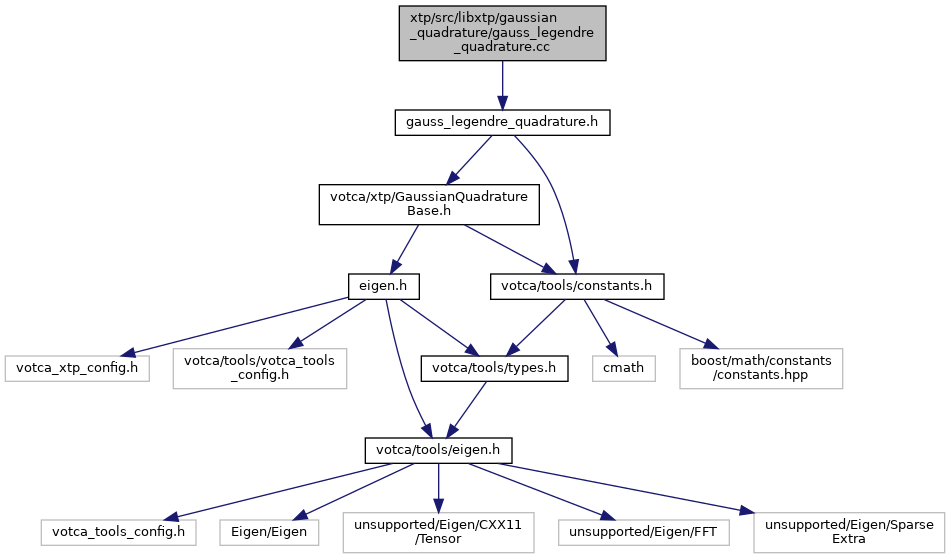 xtp/src/libxtp/gaussian
_quadrature/gauss_legendre
_quadrature.cc
gauss_legendre_quadrature.h
votca/xtp/GaussianQuadrature
Base.h
eigen.h
votca/tools/constants.h
votca_xtp_config.h
votca/tools/votca_tools
_config.h
votca/tools/types.h
cmath
boost/math/constants
/constants.hpp
votca/tools/eigen.h
votca_tools_config.h
Eigen/Eigen
unsupported/Eigen/CXX11
/Tensor
unsupported/Eigen/FFT
unsupported/Eigen/Sparse
Extra